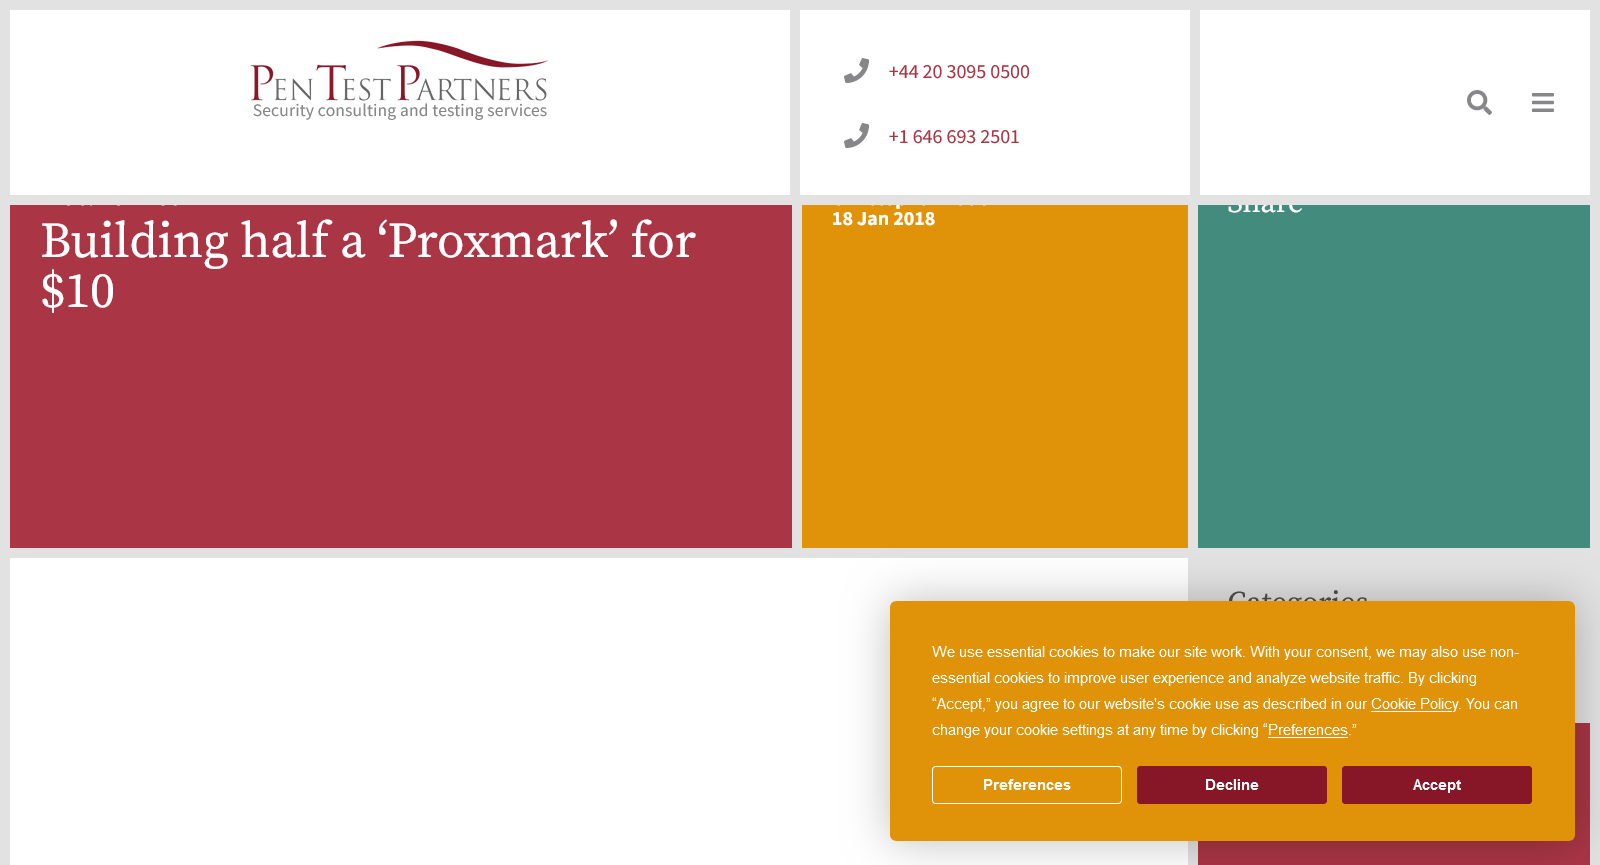 PEN TEST PARTNERS
Security consulting and testing services
+44 20 3095 0500
+1 646 693 2501
Building half a ‘Proxmark’ for
$10
18 Jan 2018
Share
Categories
We use essential cookies to make our site work. With your consent, we may also use non-
essential cookies to improve user experience and analyze website traffic. By clicking
“Accept,” you agree to our website's cookie use as described in our Cookie Policy. You can
change your cookie settings at any time by clicking “Preferences.”
Preferences
Decline
Accept